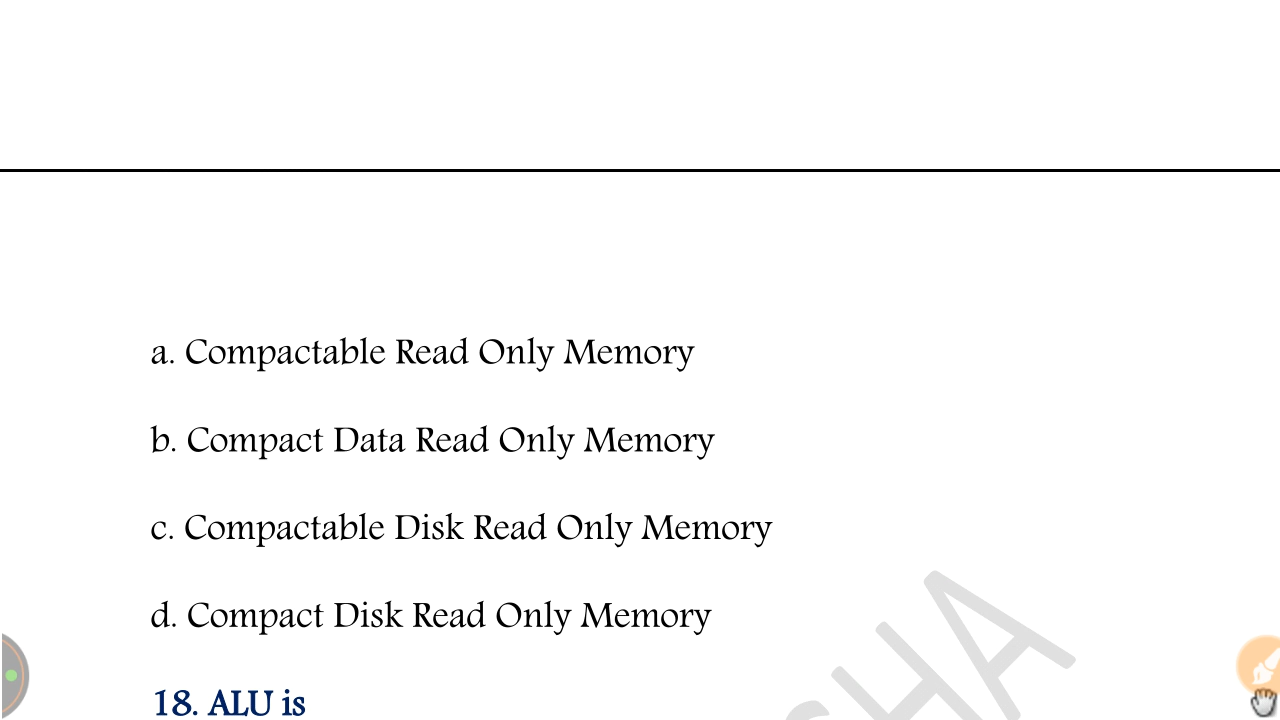 a. Compactable Read Only Memory
b. Compact Data Read Only Memory
c. Compactable Disk Read Only Memory
d. Compact Disk Read Only Memory
18. ALU is